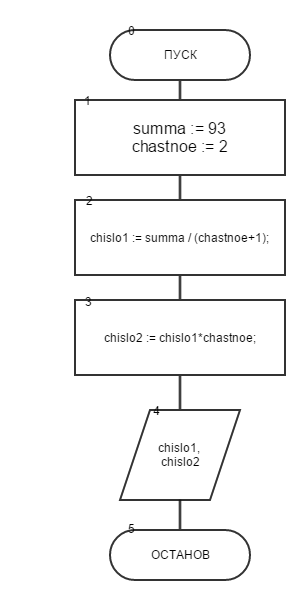 0
ПУСК
1
summa := 93
chastnoe := 2
2
chislo1 := summa / (chastnoe+1);
3
chislo2 := chislo1*chastnoe;
4
chislo1,
chislo2
5
ОСТАНОВ